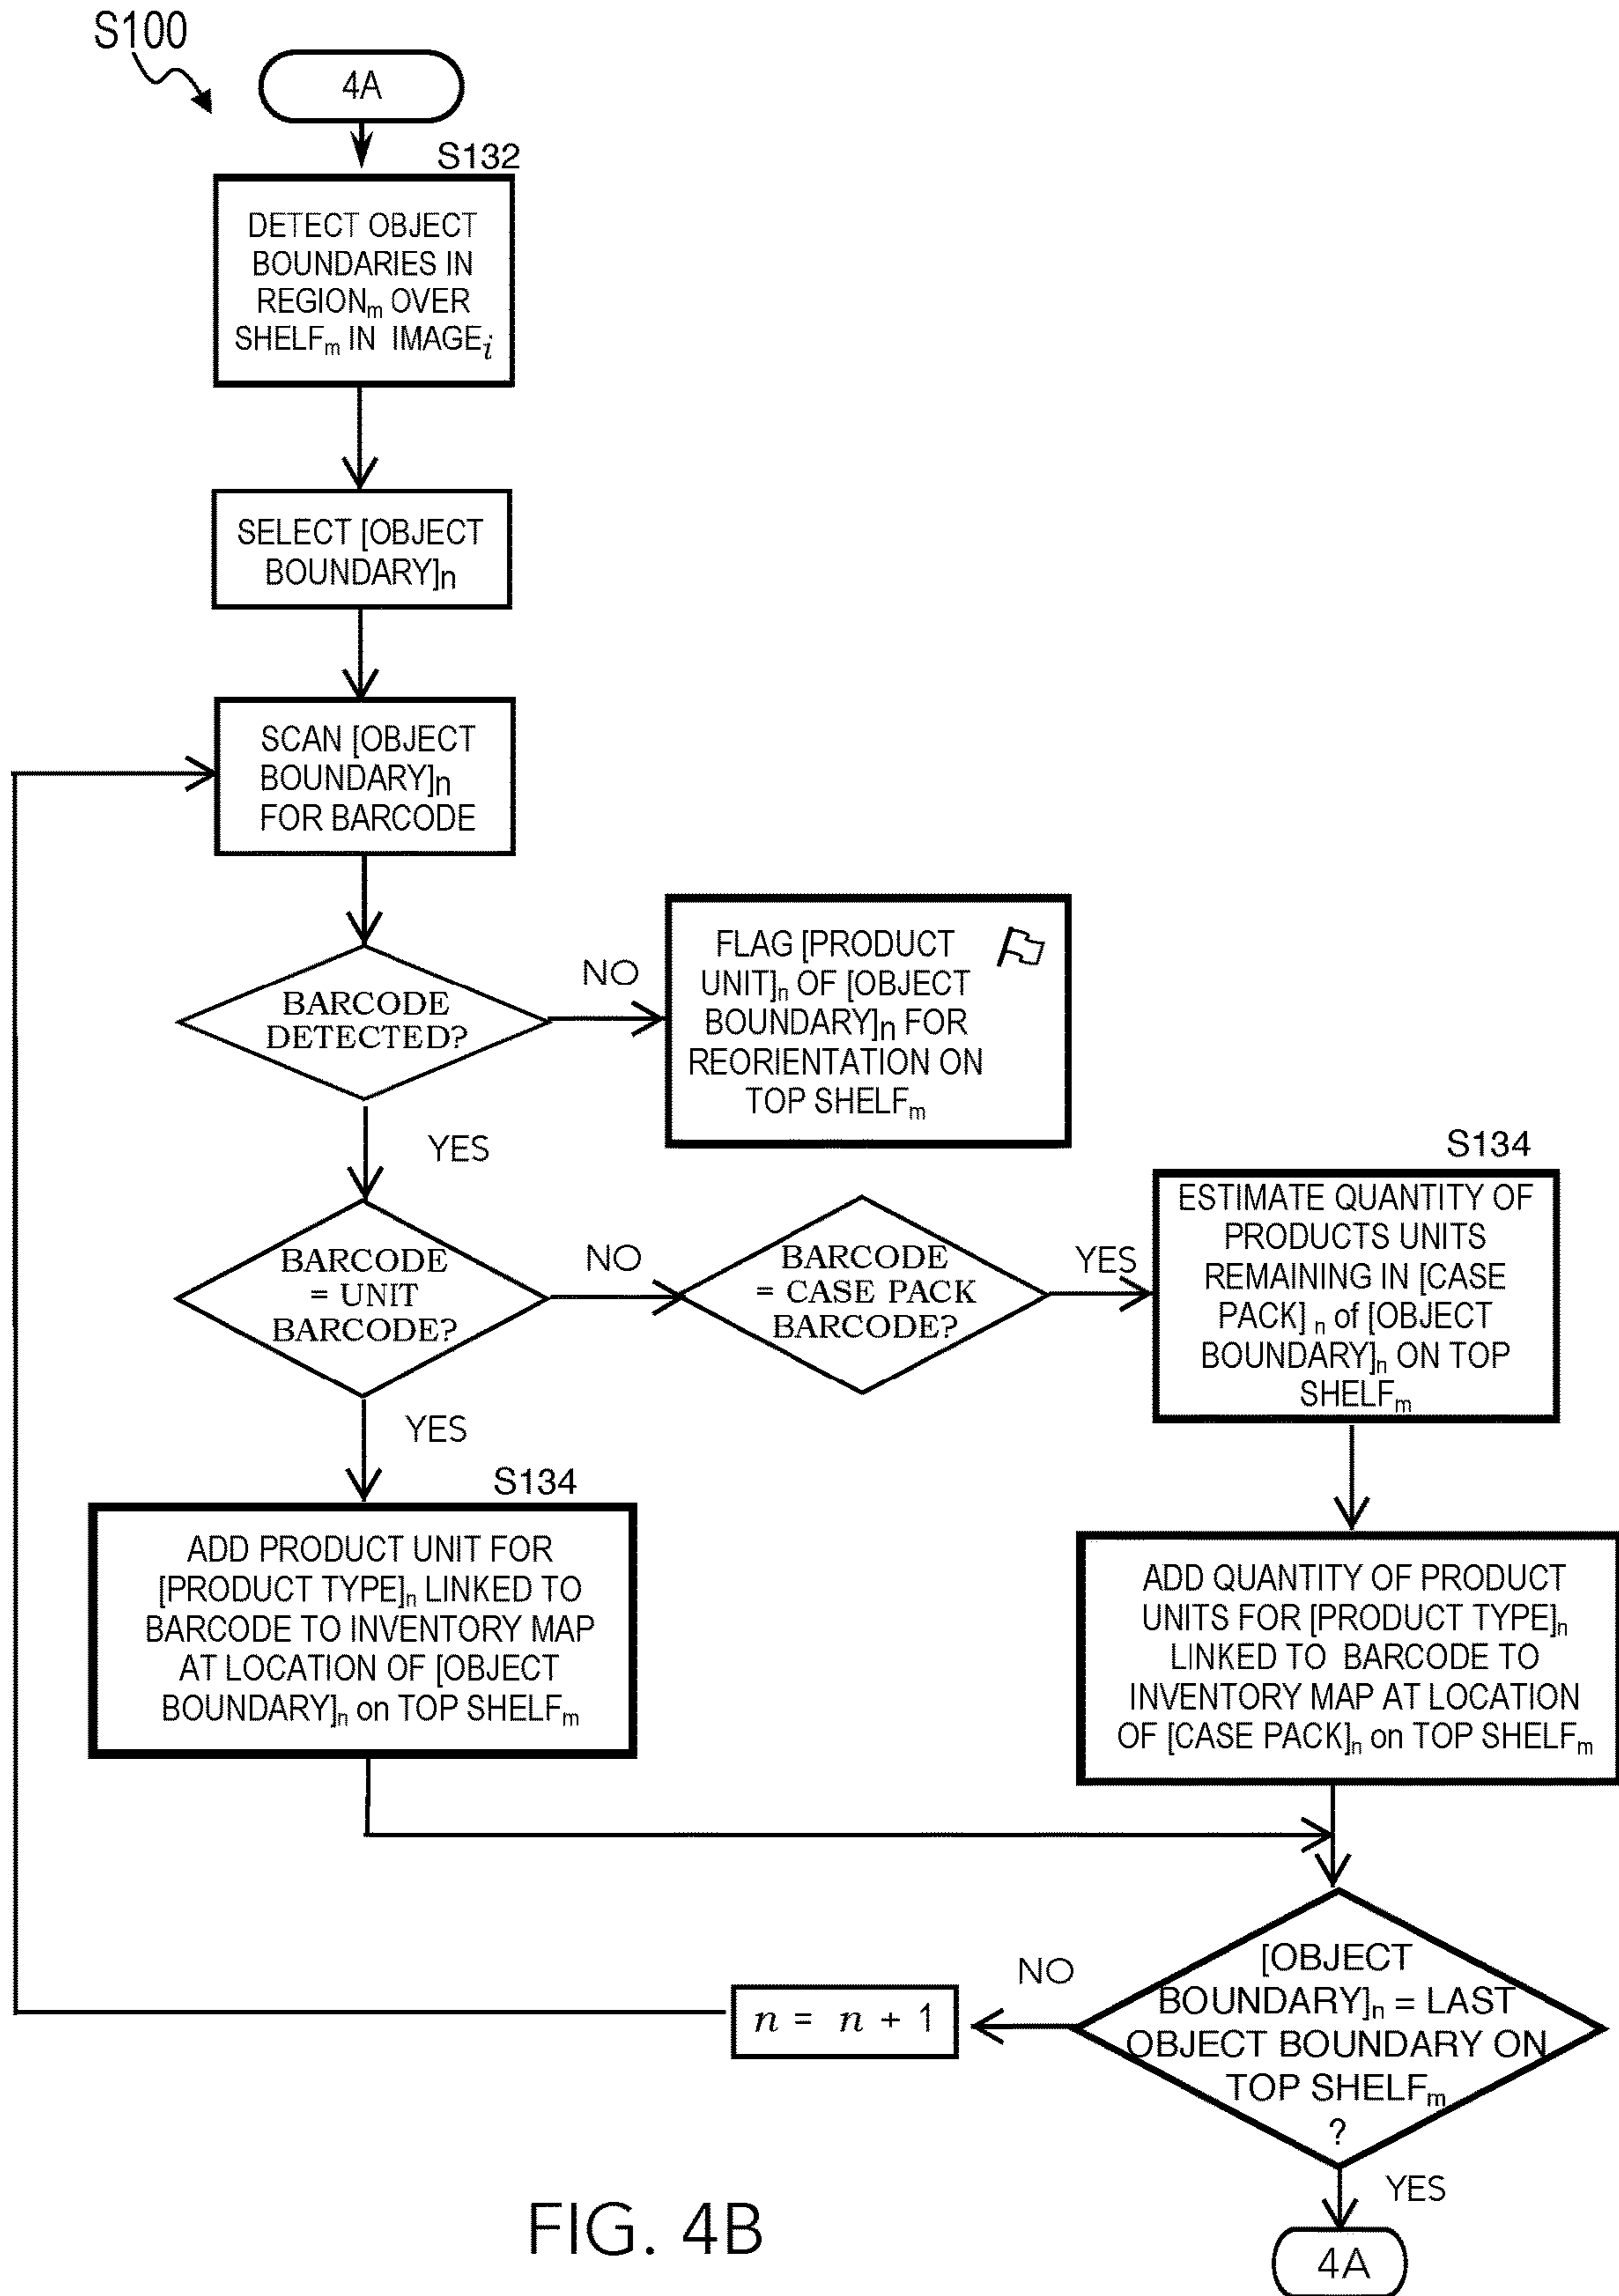 S100
4A
S132
DETECT OBJECT
BOUNDARIES IN
REGIONm OVER
SHELFm IN IMAGEi
SELECT [OBJECT
BOUNDARY]n
SCAN [OBJECT
BOUNDARY]n
FOR BARCODE
BARCODE
DETECTED?
NO
FLAG [PRODUCT
UNIT]n OF [OBJECT
BOUNDARY]n FOR
REORIENTATION ON
TOP SHELFm
YES
BARCODE
= UNIT
BARCODE?
NO
BARCODE
= CASE PACK
BARCODE?
YES
S134
ESTIMATE QUANTITY OF
PRODUCTS UNITS
REMAINING IN [CASE
PACK] n of [OBJECT
BOUNDARY]n ON TOP
SHELFm
YES
S134
ADD PRODUCT UNIT FOR
[PRODUCT TYPE]n LINKED TO
BARCODE TO INVENTORY MAP
AT LOCATION OF [OBJECT
BOUNDARY]n on TOP SHELFm
ADD QUANTITY OF PRODUCT
UNITS FOR [PRODUCT TYPE]n
LINKED TO BARCODE TO
INVENTORY MAP AT LOCATION
OF [CASE PACK]n on TOP SHELFm
[OBJECT
BOUNDARY]n = LAST
OBJECT BOUNDARY ON
TOP SHELFm
?
NO
n = n + 1
YES
4A
FIG. 4B